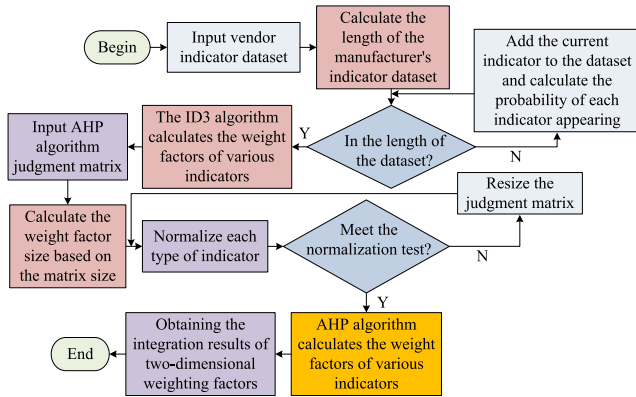 Begin
Input vendor
indicator dataset
Calculate the
length of the
manufacturer's
indicator dataset
Add the current
indicator to the dataset
and calculate the
probability of each
indicator appearing
In the length of
the dataset?
N
Y
The ID3 algorithm
calculates the weight
factors of various
indicators
Input AHP
algorithm
judgment matrix
Calculate the
weight factor
size based on
the matrix size
Normalize each
type of indicator
Meet the
normalization test?
N
Resize the
judgment matrix
Y
AHP algorithm
calculates the weight
factors of various
indicators
Obtaining the
integration results of
two-dimensional
weighting factors
End